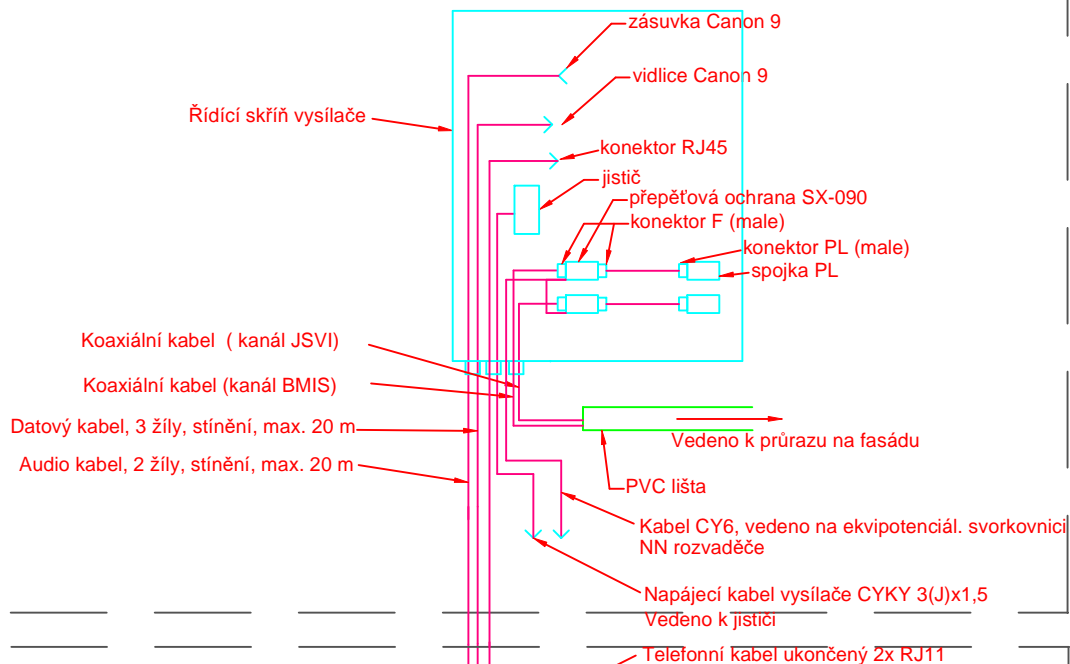 zásuvka Canon 9
vidlice Canon 9
Řídící skříň vysílače
konektor RJ45
jistič
přepěťová ochrana SX-090
konektor F (male)
konektor PL (male)
spojka PL
Koaxiální kabel ( kanál JSVI)
Koaxiální kabel (kanál BMIS)
Datový kabel, 3 žíly, stínění, max. 20 m
Vedeno k průrazu na fasádu
Audio kabel, 2 žíly, stínění, max. 20 m
PVC lišta
Kabel CY6, vedeno na ekvipotenciál. svorkovnici
NN rozvaděče
Napájecí kabel vysílače CYKY 3(J)x1,5
Vedeno k jističi
Telefonní kabel ukončený 2x RJ11